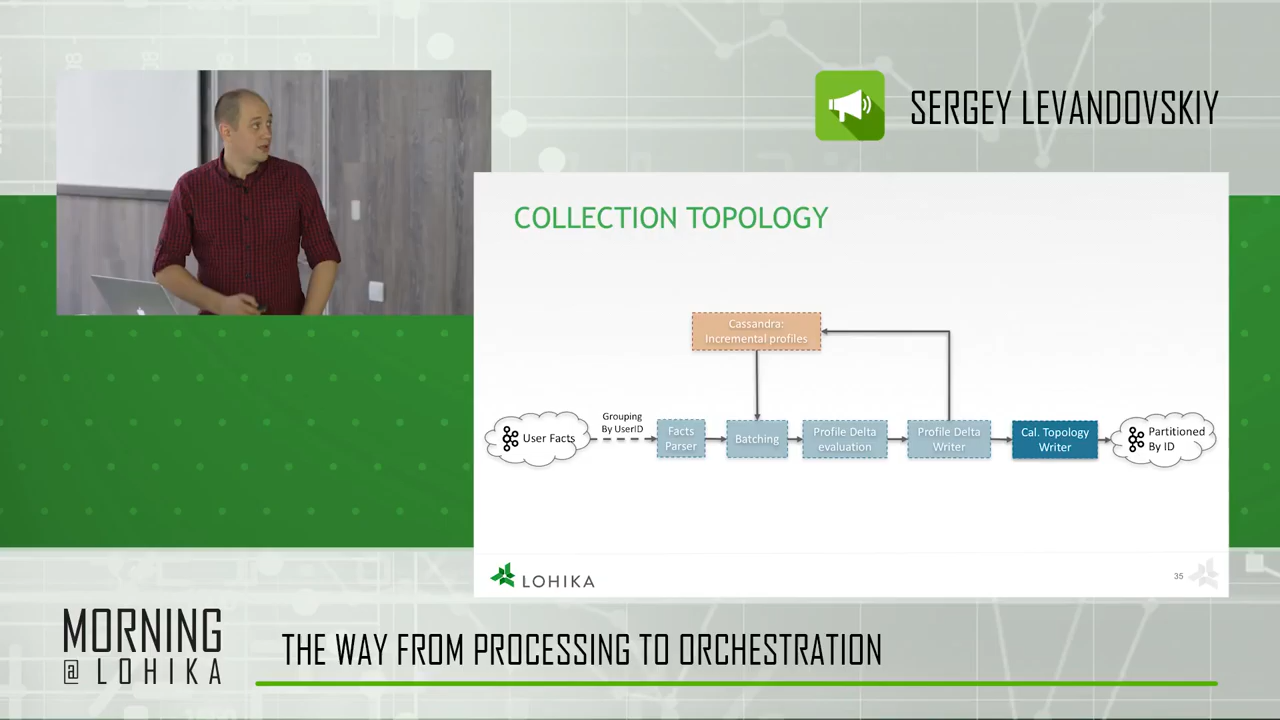 SERGEY LEVANDOVSKIY
COLLECTION TOPOLOGY
Cassandra:
Incremental profiles
User Facts
Grouping
By UserID
Facts
Parser
Batching
Profile Delta
evaluation
Profile Delta
Writer
Cal. Topology
Writer
Partitioned
By ID
LOHIKA
35
MORNING
@ LOHIKA
THE WAY FROM PROCESSING TO ORCHESTRATION